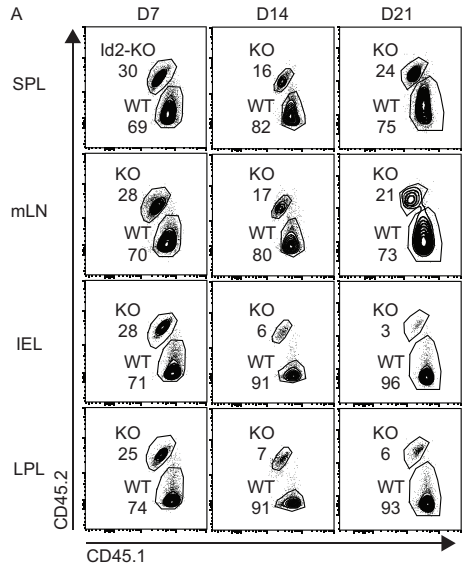 A
D7 D14 D21
SPL
Id2-KO
30
WT
69
KO
16
WT
82
KO
24
WT
75
mLN
KO
28
WT
70
KO
17
WT
80
KO
21
WT
73
IEL
KO
28
WT
71
KO
6
WT
91
KO
3
WT
96
LPL
KO
25
WT
74
KO
7
WT
91
KO
6
WT
93
CD45.2
CD45.1